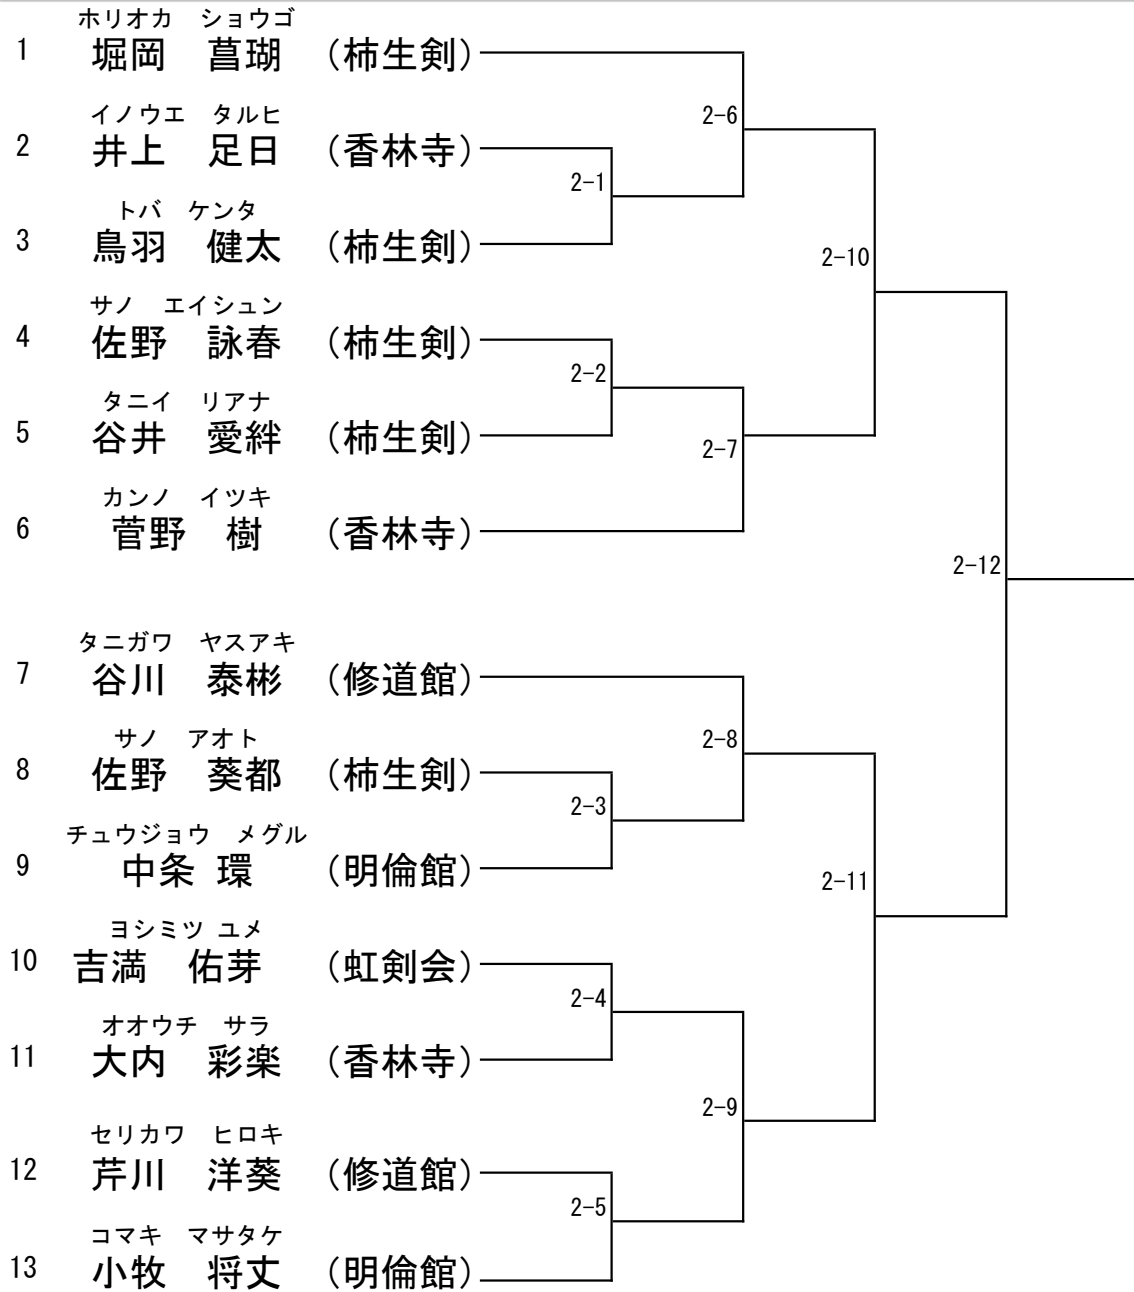 ホリオカ　ショウゴ
1　堀岡　菖瑚　（柿生剣）
2-6
イノウエ　タルヒ
2　井上　足日　（香林寺）
2-1
トバ　ケンタ
3　鳥羽　健太　（柿生剣）
2-10
サノ　エイシュン
4　佐野　詠春　（柿生剣）
2-2
タニイ　リアナ
5　谷井　愛絆　（柿生剣）
2-7
カンノ　イツキ
6　菅野　樹　（香林寺）
2-12
タニガワ　ヤスアキ
7　谷川　泰彬　（修道館）
2-8
サノ　アオト
8　佐野　葵都　（柿生剣）
2-3
チュウジョウ　メグル
9　中条 環　（明倫館）
2-11
ヨシミツ ユメ
10　吉満　佑芽　（虹剣会）
2-4
オオウチ　サラ
11　大内　彩楽　（香林寺）
2-9
セリカワ　ヒロキ
12　芹川　洋葵　（修道館）
2-5
コマキ　マサタケ
13　小牧　将丈　（明倫館）